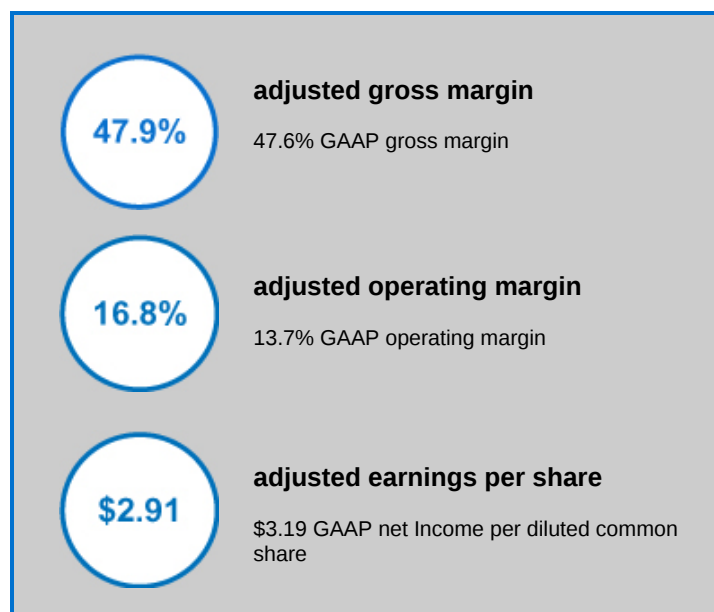 47.9%
adjusted gross margin
47.6% GAAP gross margin
16.8%
adjusted operating margin
13.7% GAAP operating margin
$2.91
adjusted earnings per share
$3.19 GAAP net Income per diluted common
share